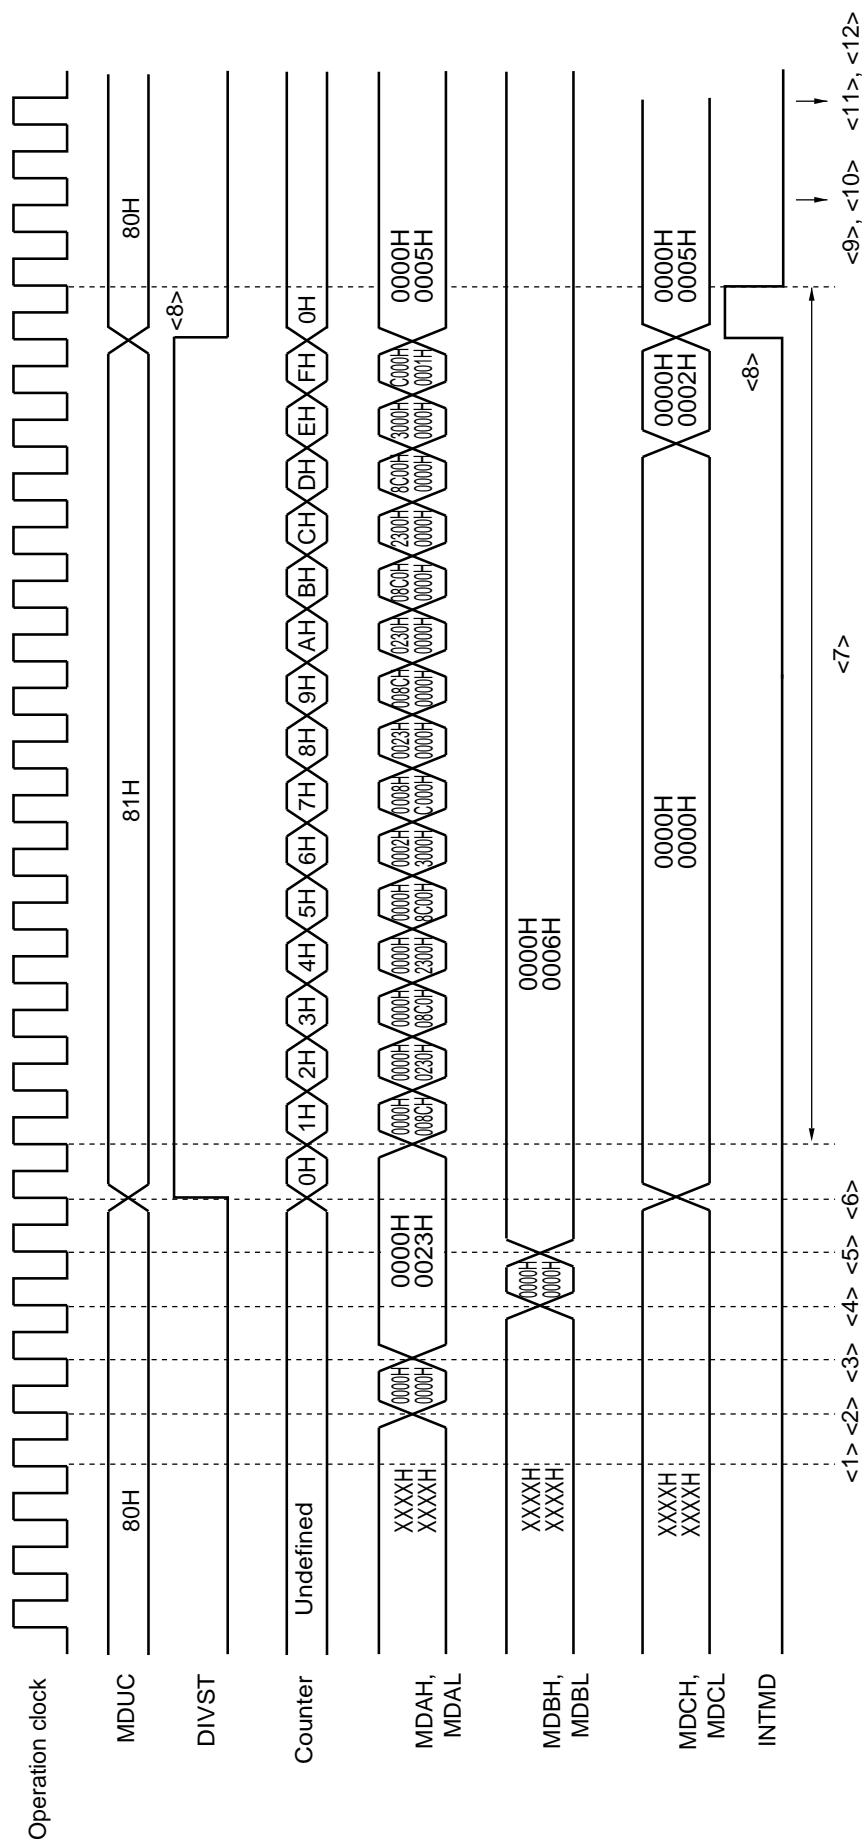 Operation clock
MDUC
80H
81H
80H
DIVST
<8>
Counter
Undefined
0H
1H
2H
3H
4H
5H
6H
7H
8H
9H
AH
BH
CH
DH
EH
FH
0H
MDAH,
MDAL
XXXXH
XXXXH
0000H
0000H
0000H
0023H
0000H
008CH
0000H
0230H
0000H
08C0H
0000H
2300H
0000H
8C00H
0002H
3000H
0008H
C000H
0023H
0000H
008CH
0000H
0230H
0000H
08C0H
0000H
2300H
0000H
8C00H
0000H
3000H
0000H
C000H
0001H
0000H
0005H
MDBH,
MDBL
XXXXH
XXXXH
0000H
0000H
0000H
0006H
MDCH,
MDCL
XXXXH
XXXXH
0000H
0000H
0000H
0002H
0000H
0005H
INTMD
<8>
<1>
<2>
<3>
<4>
<5>
<6>
<7>
<9>, <10>
<11>, <12>